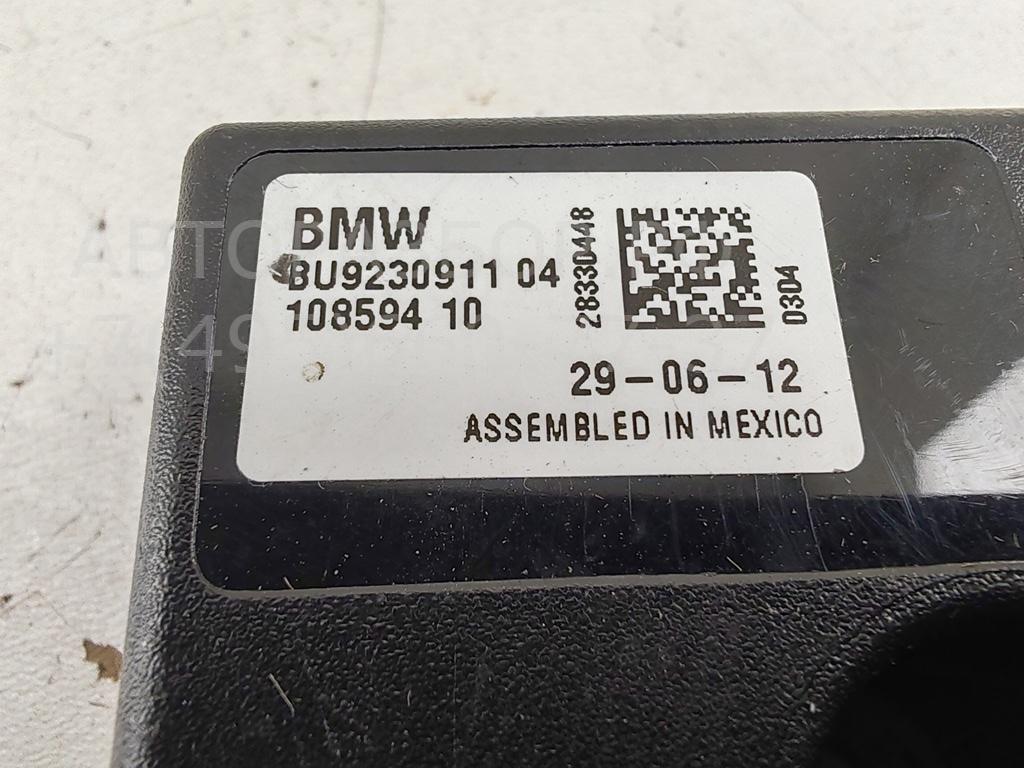 BMW
BU9230911 04
108594 10
28330448
0304
29-06-12
ASSEMBLED IN MEXICO